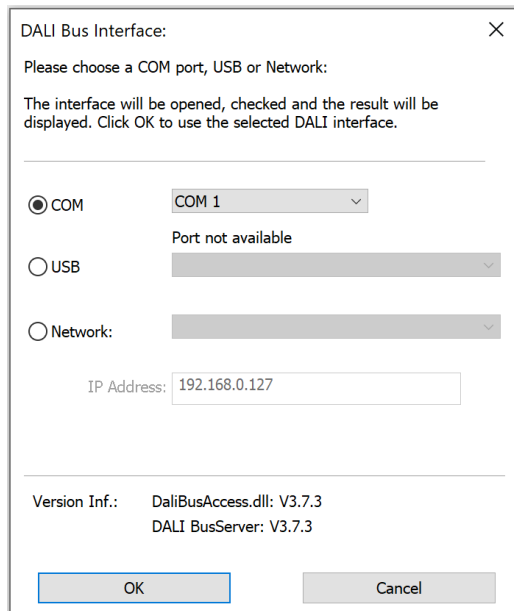 DALI Bus Interface:
Please choose a COM port, USB or Network:
The interface will be opened, checked and the result will be
displayed. Click OK to use the selected DALI interface.
COM
COM 1
Port not available
USB
Network:
IP Address:
192.168.0.127
Version Inf.:
DaliBusAccess.dll: V3.7.3
DALI BusServer: V3.7.3
OK
Cancel